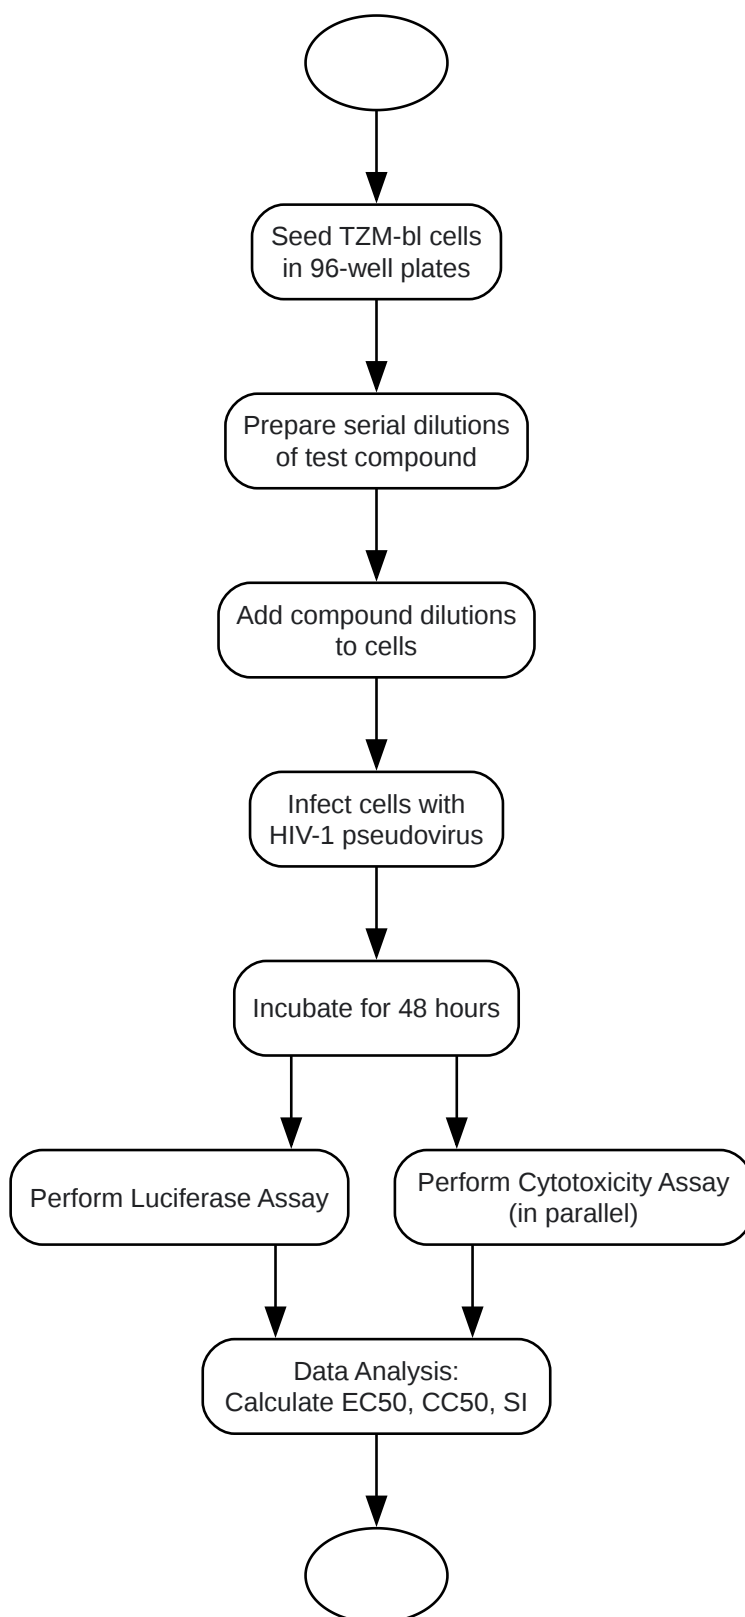 Seed TZM-bl cells
in 96-well plates
Prepare serial dilutions
of test compound
Add compound dilutions
to cells
Infect cells with
HIV-1 pseudovirus
Incubate for 48 hours
Perform Luciferase Assay
Perform Cytotoxicity Assay
(in parallel)
Data Analysis:
Calculate EC50, CC50, SI